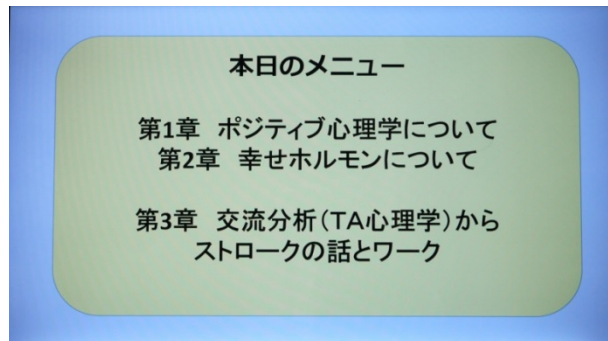 本日のメニュー
第1章 ポジティブ心理学について
第2章 幸せホルモンについて
第3章 交流分析(TA心理学)から
ストロークの話とワーク